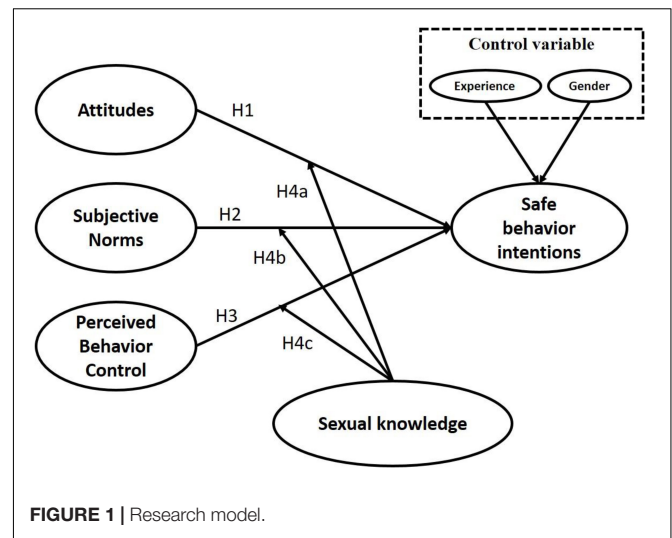 Control variable
Experience
Gender
Attitudes
H1
H4a
Subjective
Norms
H2
H4b
Safe
behavior
intentions
Perceived
Behavior
Control
H3
H4c
Sexual knowledge
FIGURE 1 | Research model.